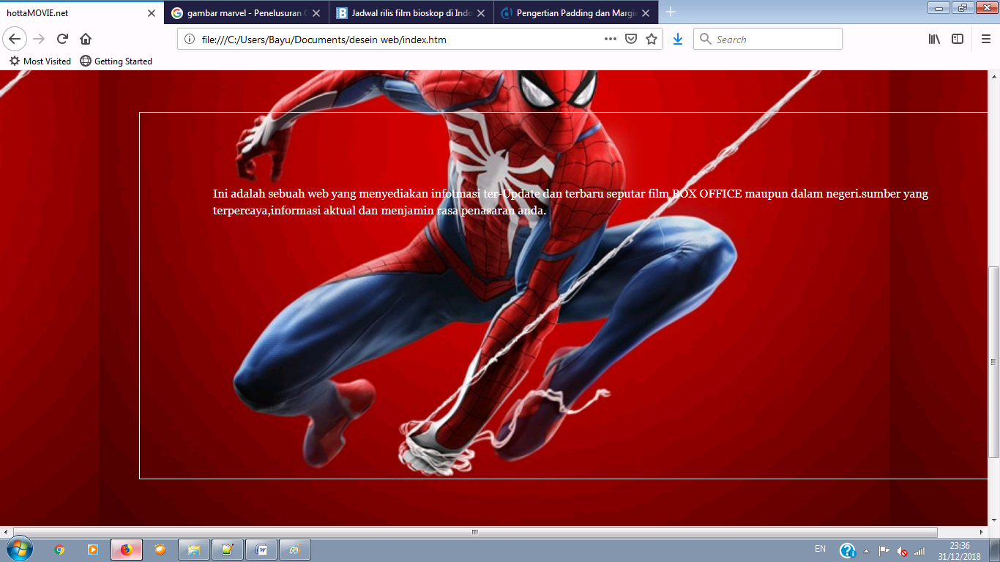 hottaMOVIE.net
gambar marvel - Penelusuran G
Jadwal rilis film bioskop di Indo
Pengertian Padding dan Margin
file:///C:/Users/Bayu/Documents/desein web/index.htm
Search
Most Visited
Getting Started
Ini adalah sebuah web yang menyediakan infotmasi ter-Update dan terbaru seputar film BOX OFFICE maupun dalam negeri.sumber yang
terpercaya,informasi aktual dan menjamin rasa penasaran anda.
EN
23:36
31/12/2018